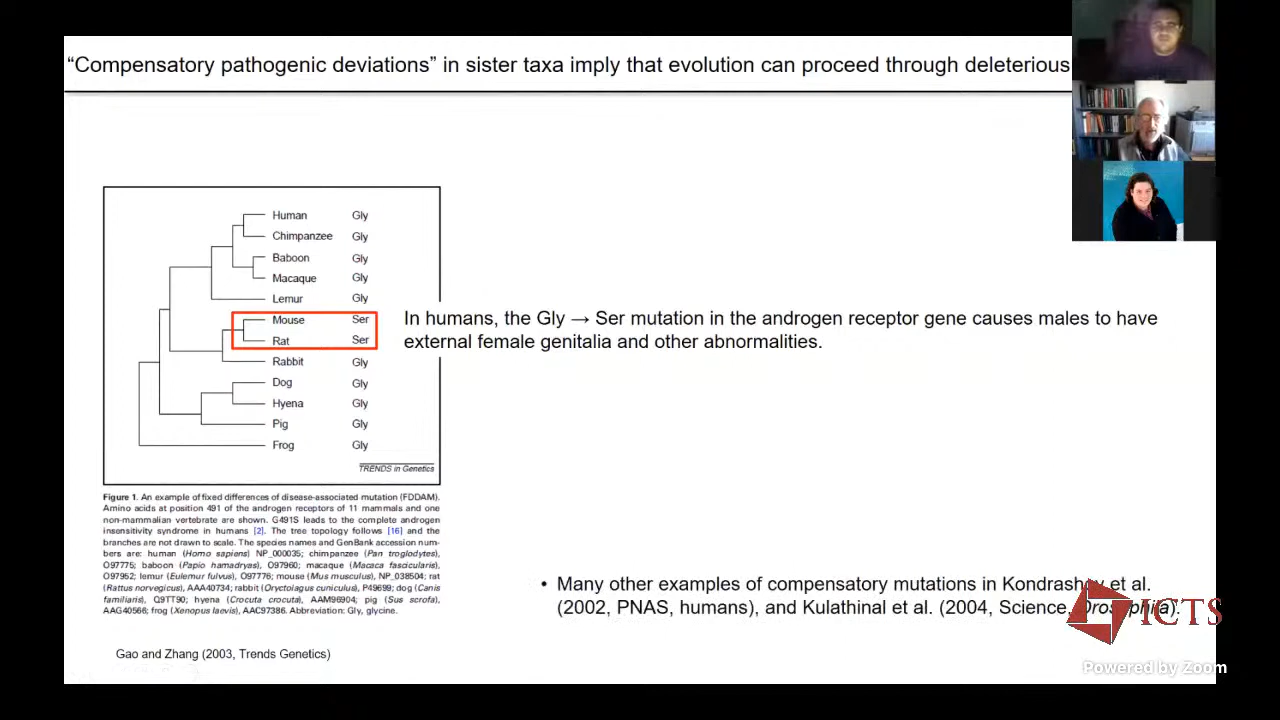 “Compensatory pathogenic deviations” in sister taxa imply that evolution can proceed through deleterious
Human Gly
Chimpanzee Gly
Baboon Gly
Macaque Gly
Lemur Gly
Mouse Ser
Rat Ser
Rabbit Gly
Dog Gly
Hyena Gly
Pig Gly
Frog Gly
TRENDS in Genetics
In humans, the Gly → Ser mutation in the androgen receptor gene causes males to have
external female genitalia and other abnormalities.
Figure 1. An example of fixed differences of disease-associated mutation (FDDAM).
Amino acids at position 491 of the androgen receptors of 11 mammals and one
non-mammalian vertebrate are shown. G491S leads to the complete androgen
insensitivity syndrome in humans [2]. The tree topology follows [16] and the
branches are not drawn to scale. The species names and GenBank accession num-
bers are: human (Homo sapiens) NP_000035; chimpanzee (Pan troglodytes),
O97775; baboon (Papio hamadryas), O97960; macaque (Macaca fascicularis),
O97952; lemur (Eulemur fulvus), O97776; mouse (Mus musculus), NP_038504; rat
(Rattus norvegicus), AAA40734; rabbit (Oryctolagus cuniculus), P49699; dog (Canis
familiaris), Q9TT90; hyena (Crocuta crocuta), AAM96904; pig (Sus scrofa),
AAG40566; frog (Xenopus laevis), AAC97386. Abbreviation: Gly, glycine.
Gao and Zhang (2003, Trends Genetics)
• Many other examples of compensatory mutations in Kondrashov et al.
(2002, PNAS, humans), and Kulathinal et al. (2004, Science, Drosophila).
ICTS
Powered by Zoom